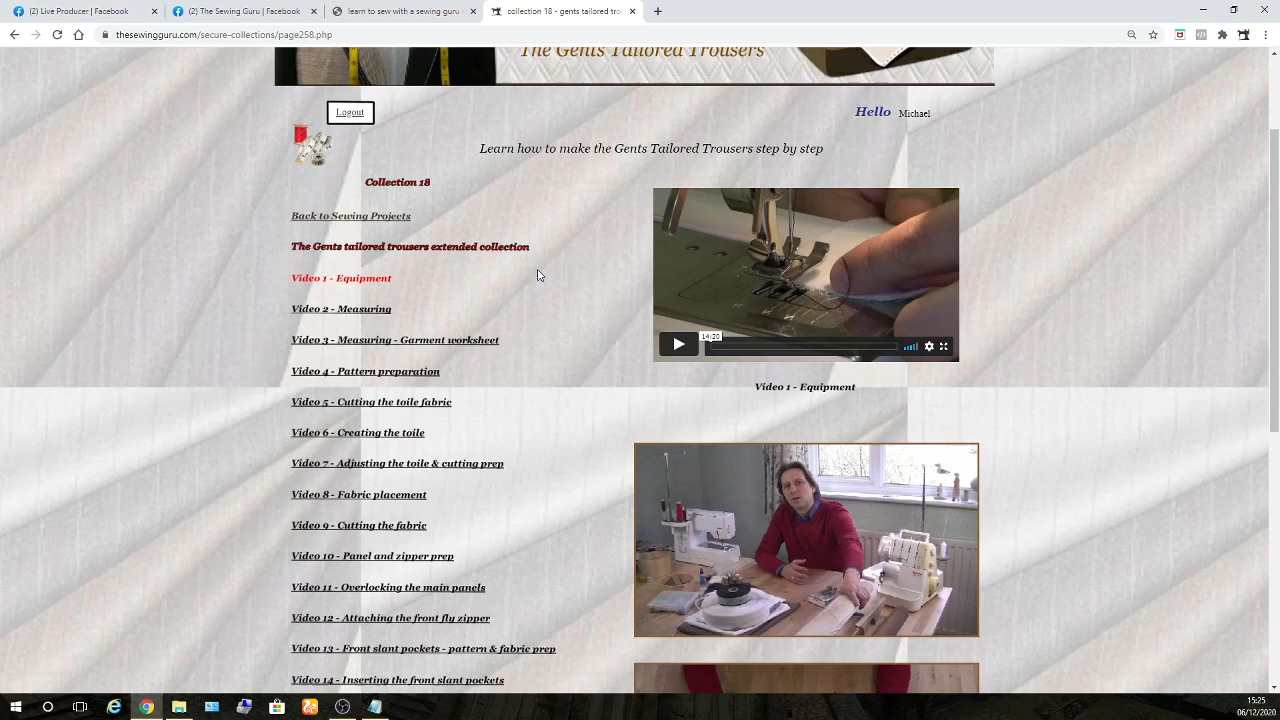 (2) Live Producer
(2) The Sewing Guru | Facebook
The Sewing guru - Sewing guru m
collection 18-Gents tailored tro
thesewingguru.com/secure-collections/page258.php
The Gents Tailored Trousers
Logout
Hello Michael
Learn how to make the Gents Tailored Trousers step by step
Collection 18
Back to Sewing Projects
The Gents tailored trousers extended collection
Video 1 - Equipment
Video 2 - Measuring
Video 3 - Measuring - Garment worksheet
14:20
Video 4 - Pattern preparation
Video 1 - Equipment
Video 5 - Cutting the toile fabric
Video 6 - Creating the toile
Video 7 - Adjusting the toile & cutting prep
Video 8 - Fabric placement
Video 9 - Cutting the fabric
Video 10 - Panel and zipper prep
Video 11 - Overlocking the main panels
Video 12 - Attaching the front fly zipper
Video 13 - Front slant pockets - pattern & fabric prep
Video 14 - Inserting the front slant pockets
15:25
06/12/2020